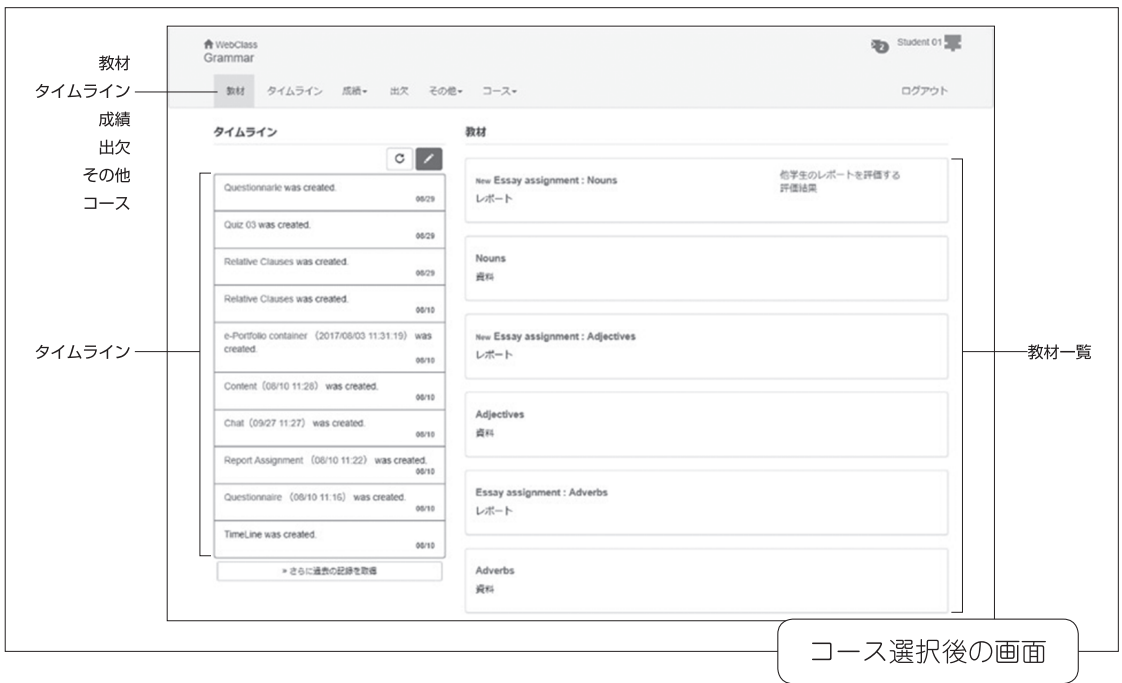 教材
タイムライン
成績
出欠
その他
コース
タイムライン
WebClass
Grammar
2
Student 01
教材 タイムライン 成績 出欠 その他 コース ログアウト
タイムライン
Questionnarie was created.
08/29
Quiz 03 was created.
08/29
Relative Clauses was created.
08/29
Relative Clauses was created.
08/10
e-Portfolio container （2017/08/03 11:31:19） was
created.
08/10
Content（08/10 11:28） was created.
08/10
Chat（09/27 11:27） was created.
08/10
Report Assignment （08/10 11:22） was created.
08/10
Questionnaire （08/10 11:16） was created.
08/10
TimeLine was created.
08/10
» さらに過去の記録を取得
教材
New Essay assignment : Nouns
レポート
他学生のレポートを評価する
評価結果
Nouns
資料
New Essay assignment : Adjectives
レポート
Adjectives
資料
Essay assignment : Adverbs
レポート
Adverbs
資料
教材一覧
コース選択後の画面